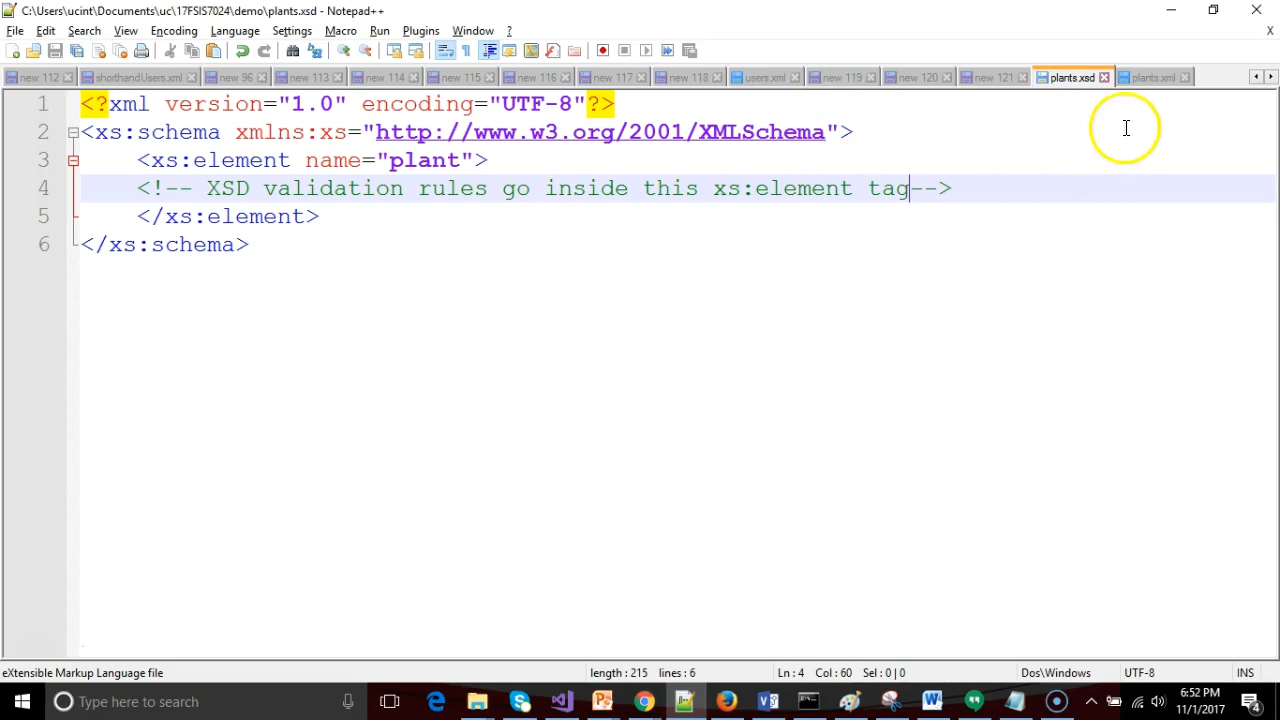 C:\Users\ucint\Documents\uc\17FSIS7024\demo\plants.xsd - Notepad++
File Edit Search View Encoding Language Settings Macro Run Plugins Window ? X
new 112 shorthandUsers.xml new 96 new 113 new 114 new 115 new 116 new 117 new 118 users.xml new 119 new 120 new 121 plants.xsd plants.xml
1 <?xml version="1.0" encoding="UTF-8"?>
2 <xs:schema xmlns:xs="http://www.w3.org/2001/XMLSchema">
3 <xs:element name="plant">
4 <!-- XSD validation rules go inside this xs:element tag-->
5 </xs:element>
6 </xs:schema>
eXtensible Markup Language file length : 215 lines : 6 Ln : 4 Col : 60 Sel : 0 | 0 Dos\Windows UTF-8 INS
Type here to search 6:52 PM
11/1/2017 4